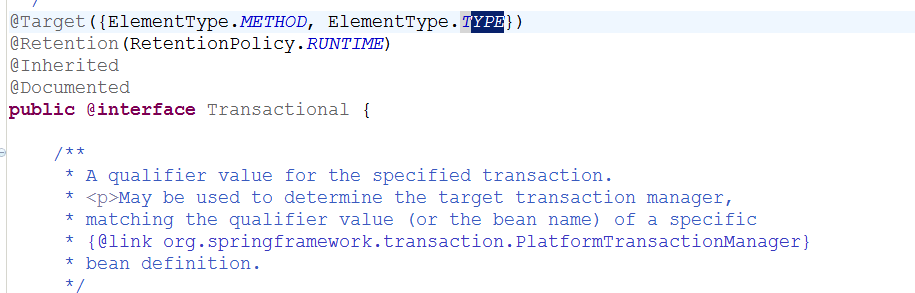 */
@Target({ElementType.METHOD, ElementType.TYPE})
@Retention(RetentionPolicy.RUNTIME)
@Inherited
@Documented
public @interface Transactional {
/**
* A qualifier value for the specified transaction.
* <p>May be used to determine the target transaction manager,
* matching the qualifier value (or the bean name) of a specific
* {@link org.springframework.transaction.PlatformTransactionManager}
* bean definition.
*/